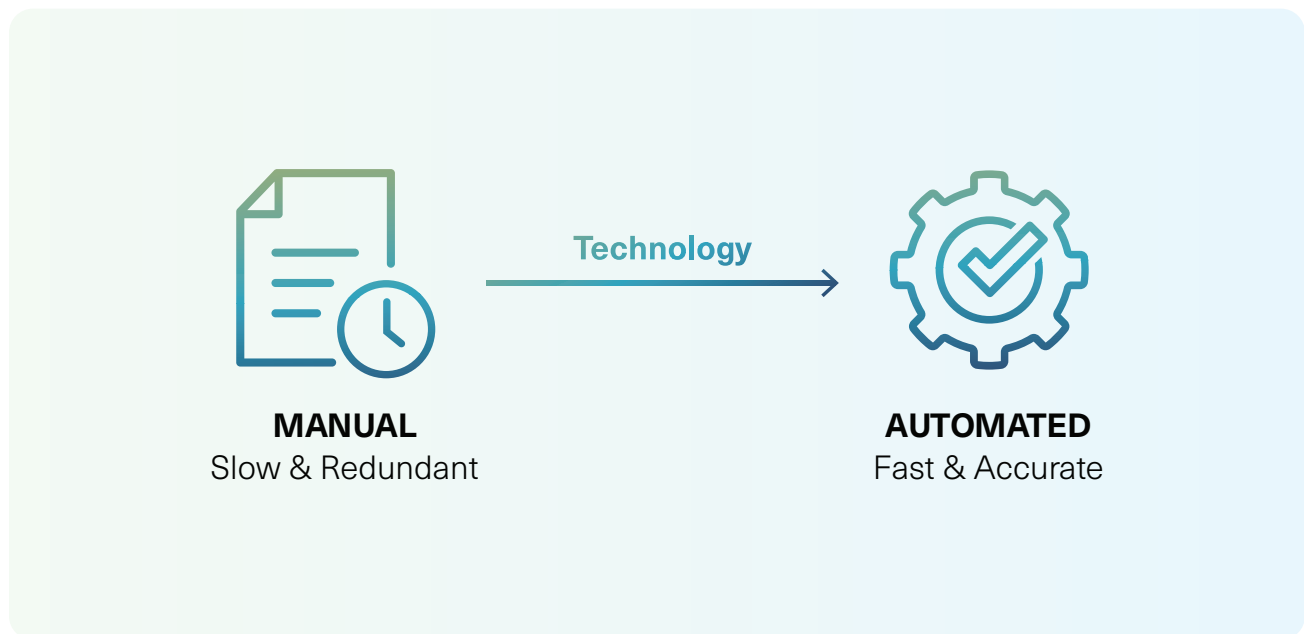 Technology
MANUAL
Slow & Redundant
AUTOMATED
Fast & Accurate